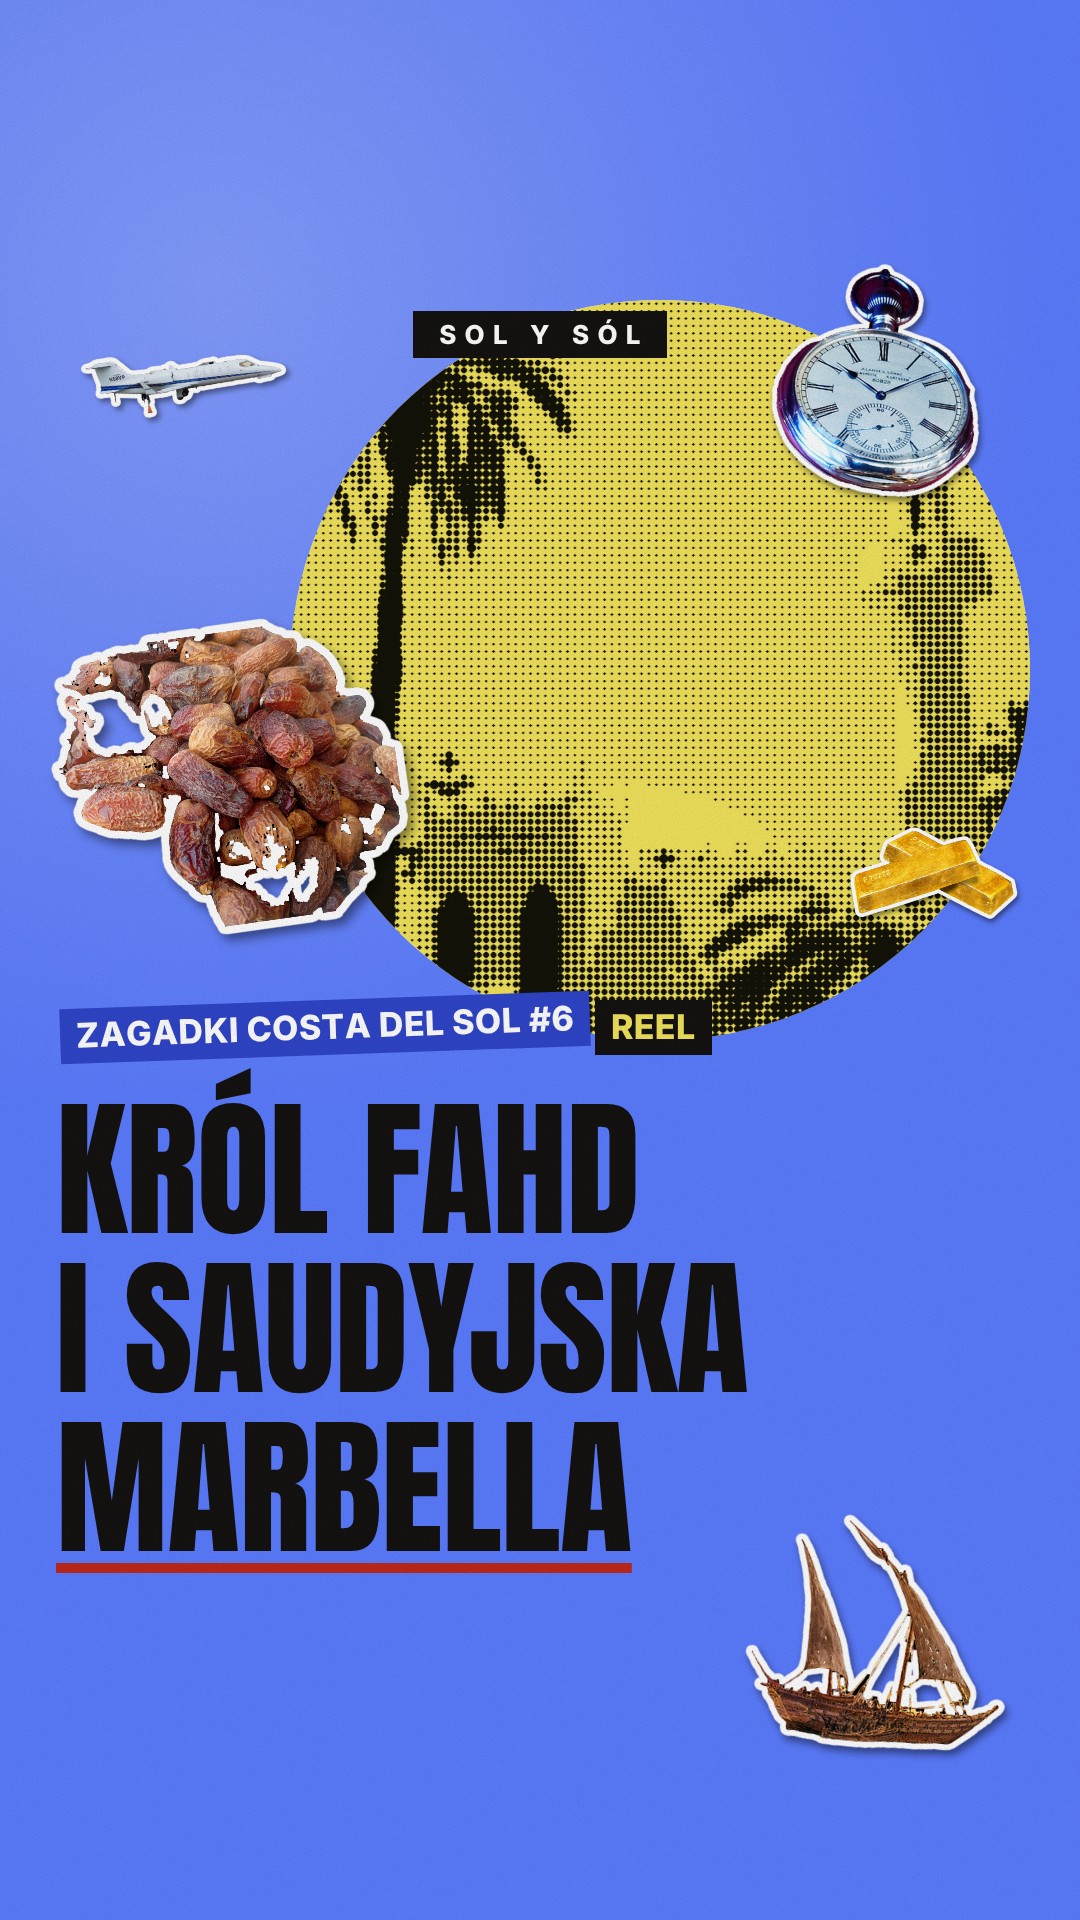 SOL Y SÓL
ZAGADKI COSTA DEL SOL #6
REEL
KRÓL FAHD
I SAUDYJSKA
MARBELLA